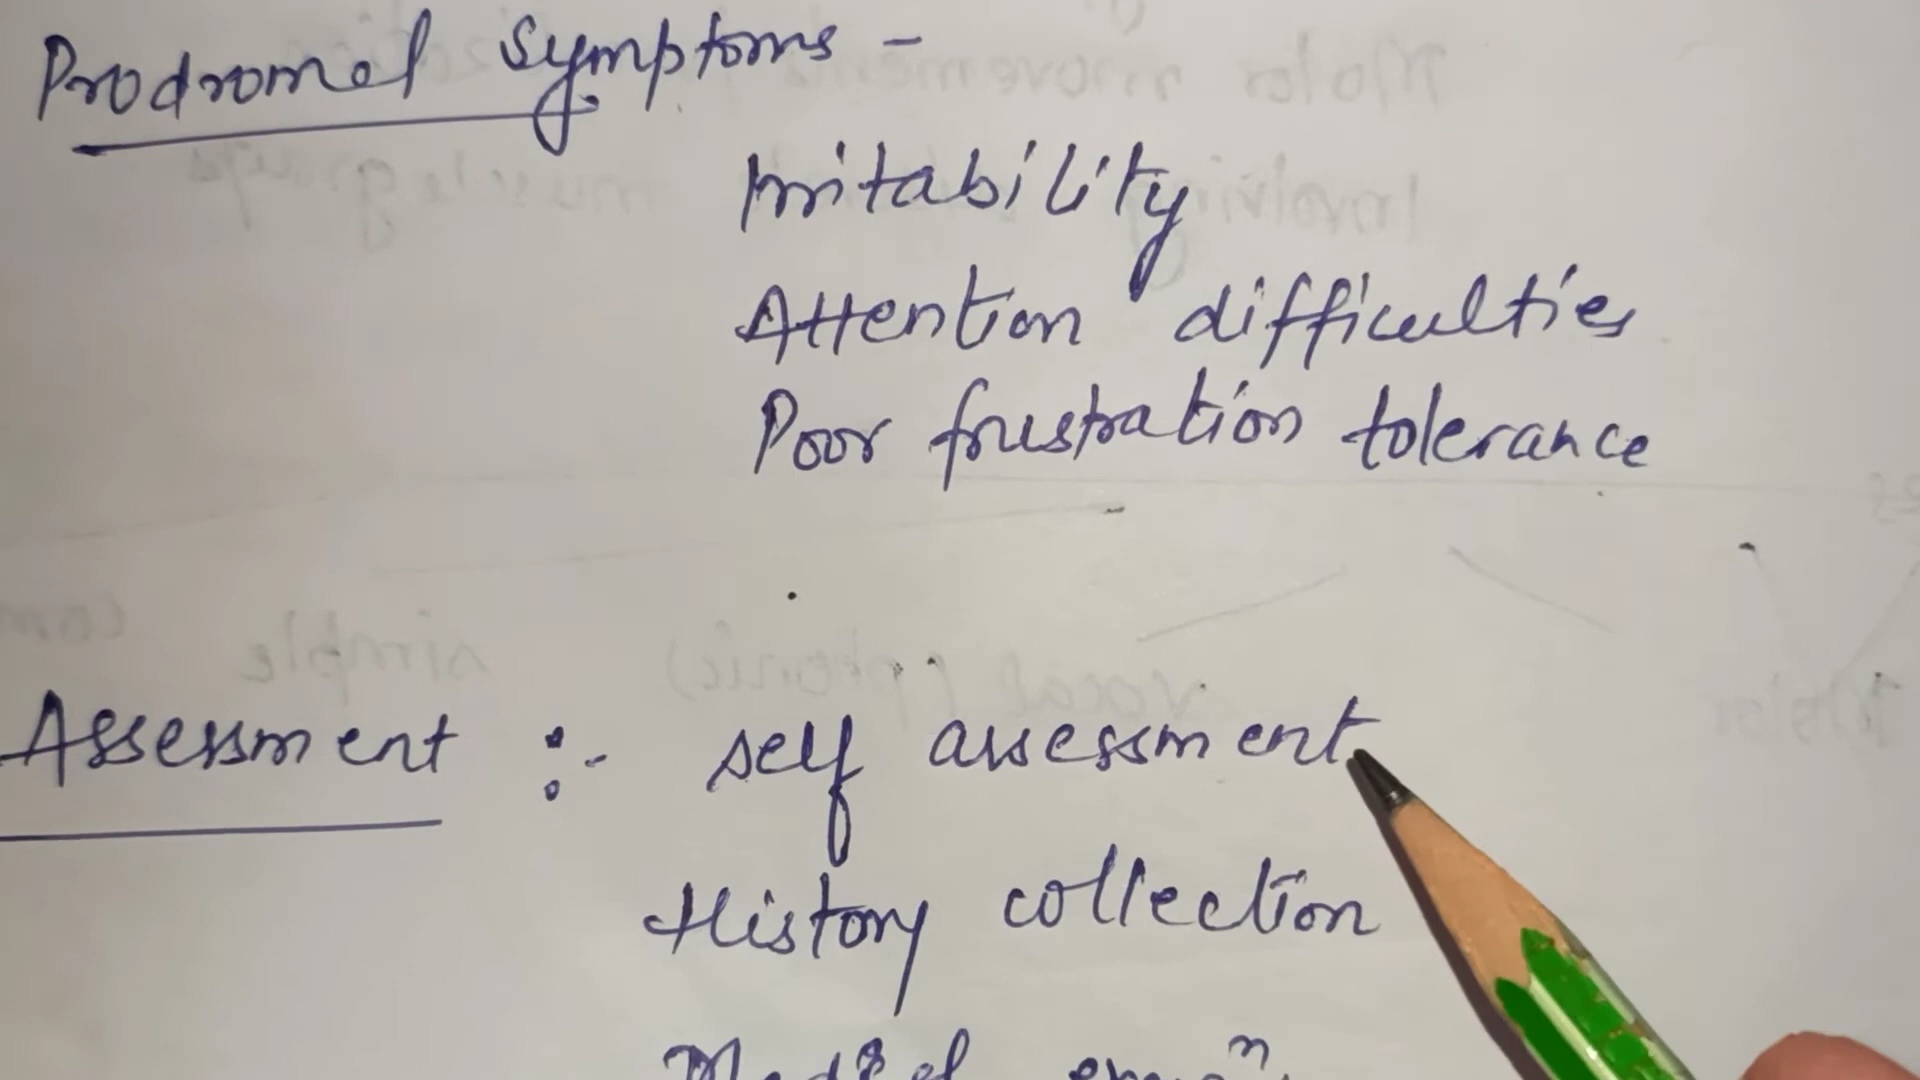 Prodromal symptoms -
Irritability
Attention difficulties
Poor frustration tolerance
Assessment :- self assessment
History collection